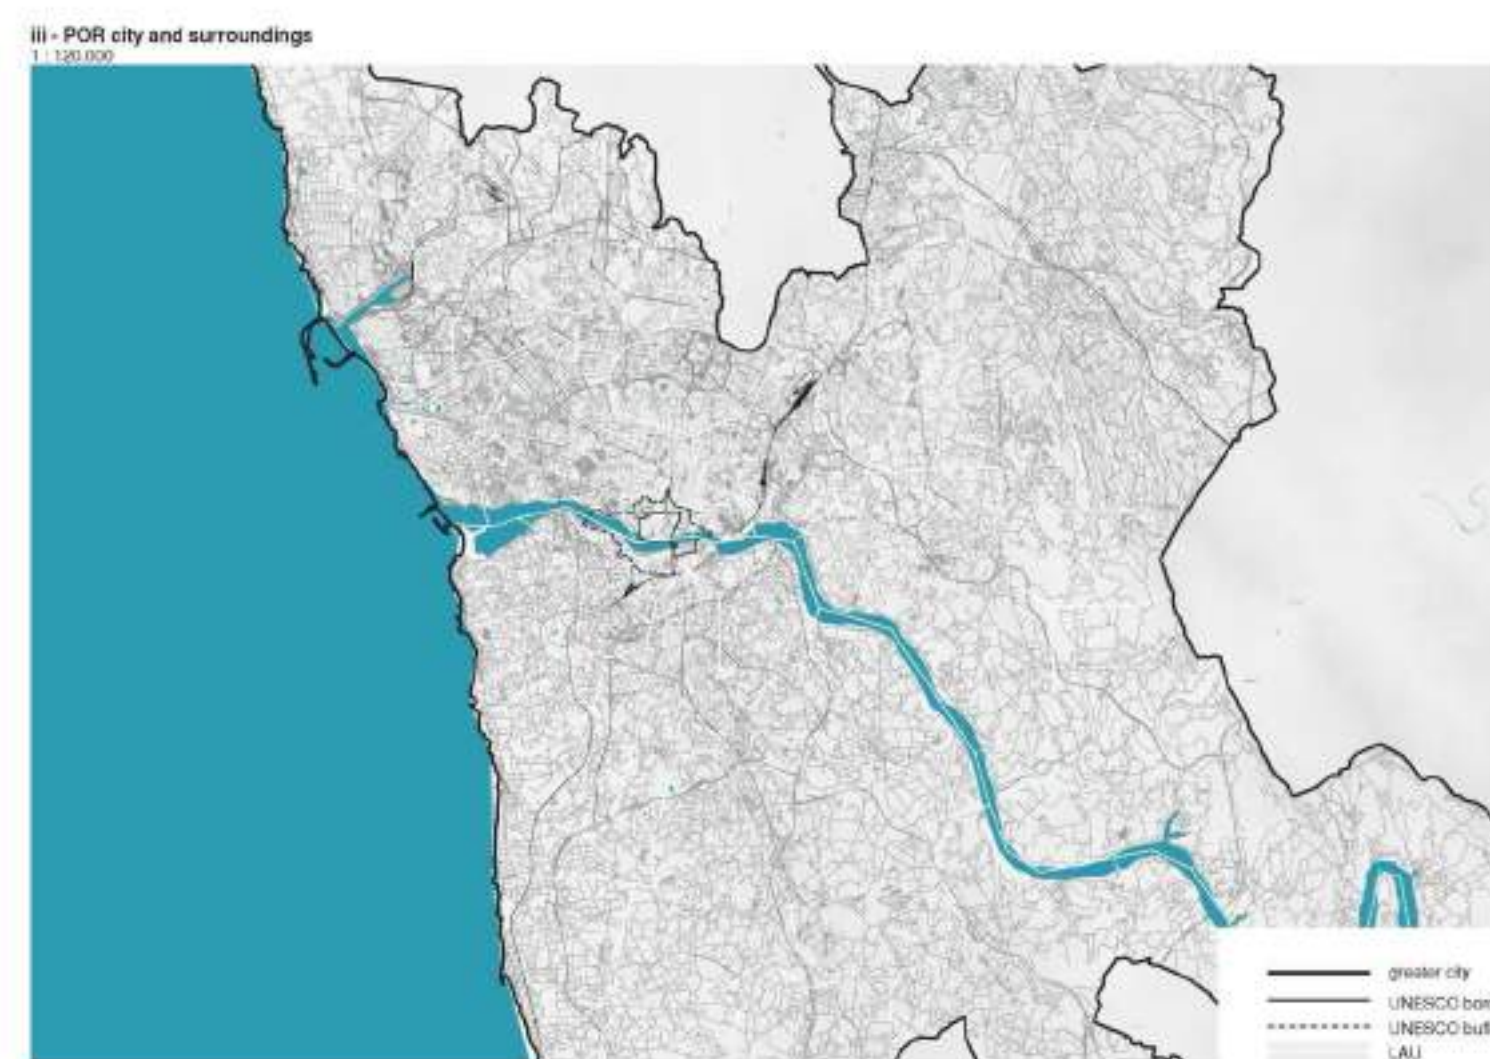 iii - POR city and surroundings
1 : 120.000
greater city
UNESCO bor
UNESCO buf
LAU